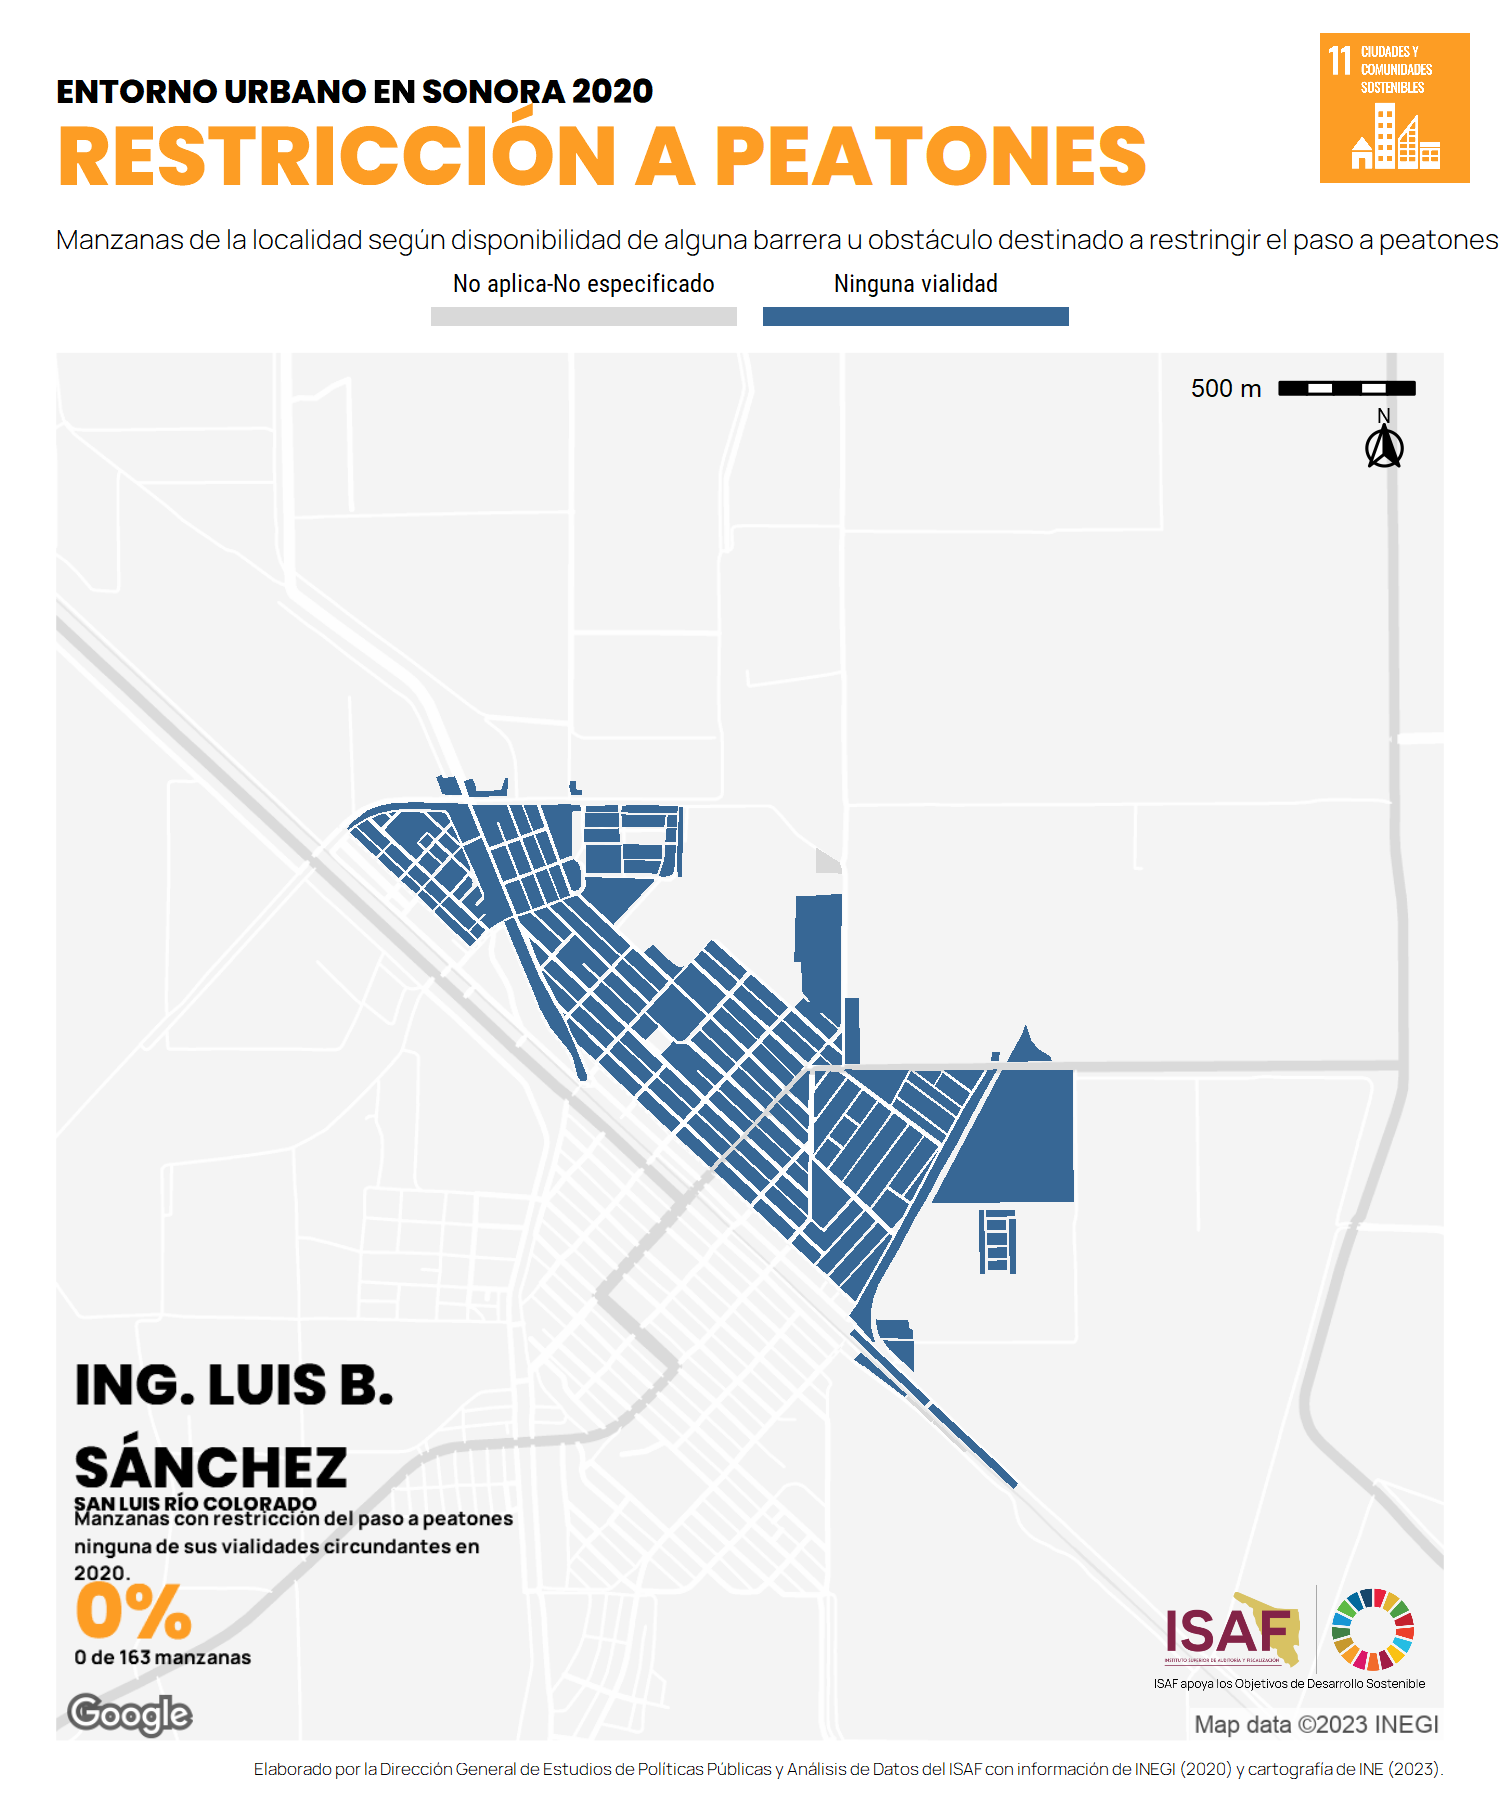 ENTORNO URBANO EN SONORA 2020
RESTRICCIÓN A PEATONES
11 CIUDADES Y
COMUNIDADES
SOSTENIBLES
Manzanas de la localidad según disponibilidad de alguna barrera u obstáculo destinado a restringir el paso a peatones
No aplica-No especificado
Ninguna vialidad
500 m
N
ING. LUIS B.
SÁNCHEZ
SAN LUIS RÍO COLORADO
Manzanas con restricción del paso a peatones
ninguna de sus vialidades circundantes en
2020.
0%
0 de 163 manzanas
Google
ISAF
INSTITUTO SUPERIOR DE AUDITORÍA Y FISCALIZACIÓN
ISAF apoya los Objetivos de Desarrollo Sostenible
Map data ©2023 INEGI
Elaborado por la Dirección General de Estudios de Políticas Públicas y Análisis de Datos del ISAF con información de INEGI (2020) y cartografía de INE (2023).